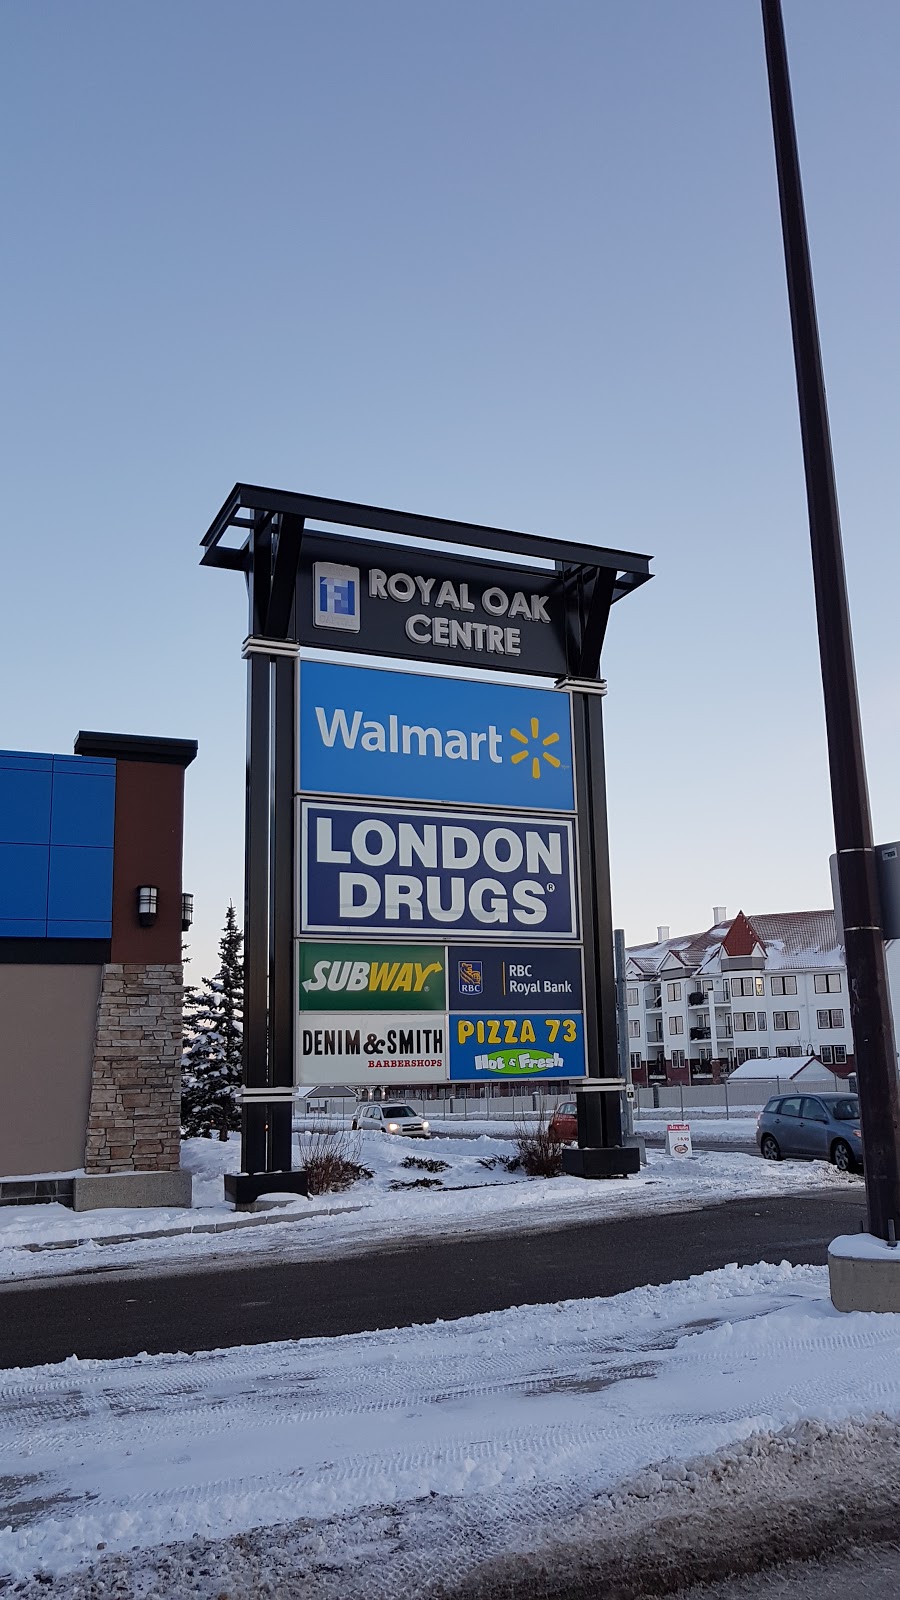 ROYAL OAK
CENTRE
Walmart
LONDON
DRUGS®
SUBWAY®
RBC
RBC
Royal Bank
DENIM & SMITH
BARBERSHOPS
PIZZA 73
Hot & Fresh